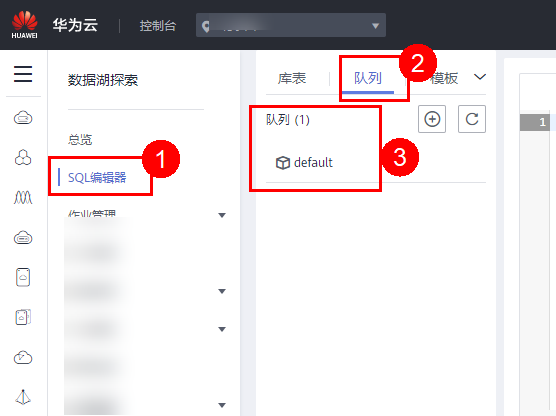 HUAWEI 华为云 控制台
数据湖探索
总览
SQL编辑器
作业管理
1
库表 队列 模板
2
队列 (1)
default
3
1